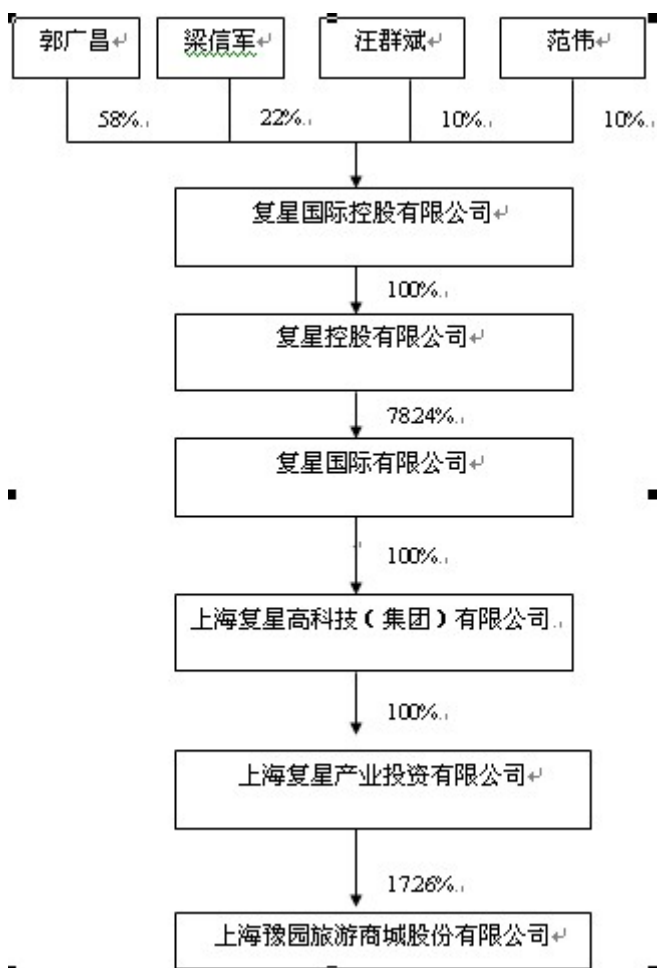 郭广昌 梁信军 汪群斌 范伟
58% 22% 10% 10%
复星国际控股有限公司
100%
复星控股有限公司
78.24%
复星国际有限公司
100%
上海复星高科技（集团）有限公司
100%
上海复星产业投资有限公司
17.26%
上海豫园旅游商城股份有限公司